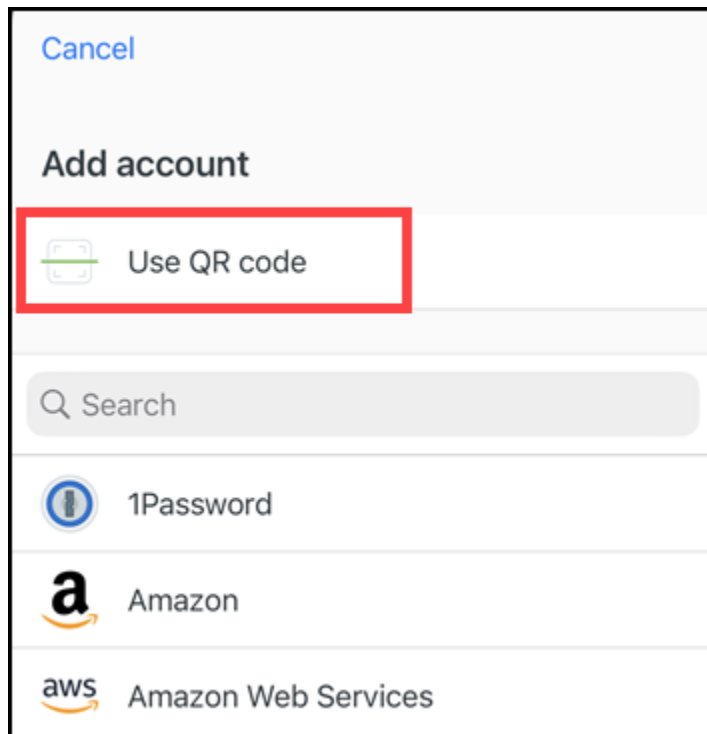 Cancel
Add account
Use QR code
Search
1Password
a Amazon
aws Amazon Web Services